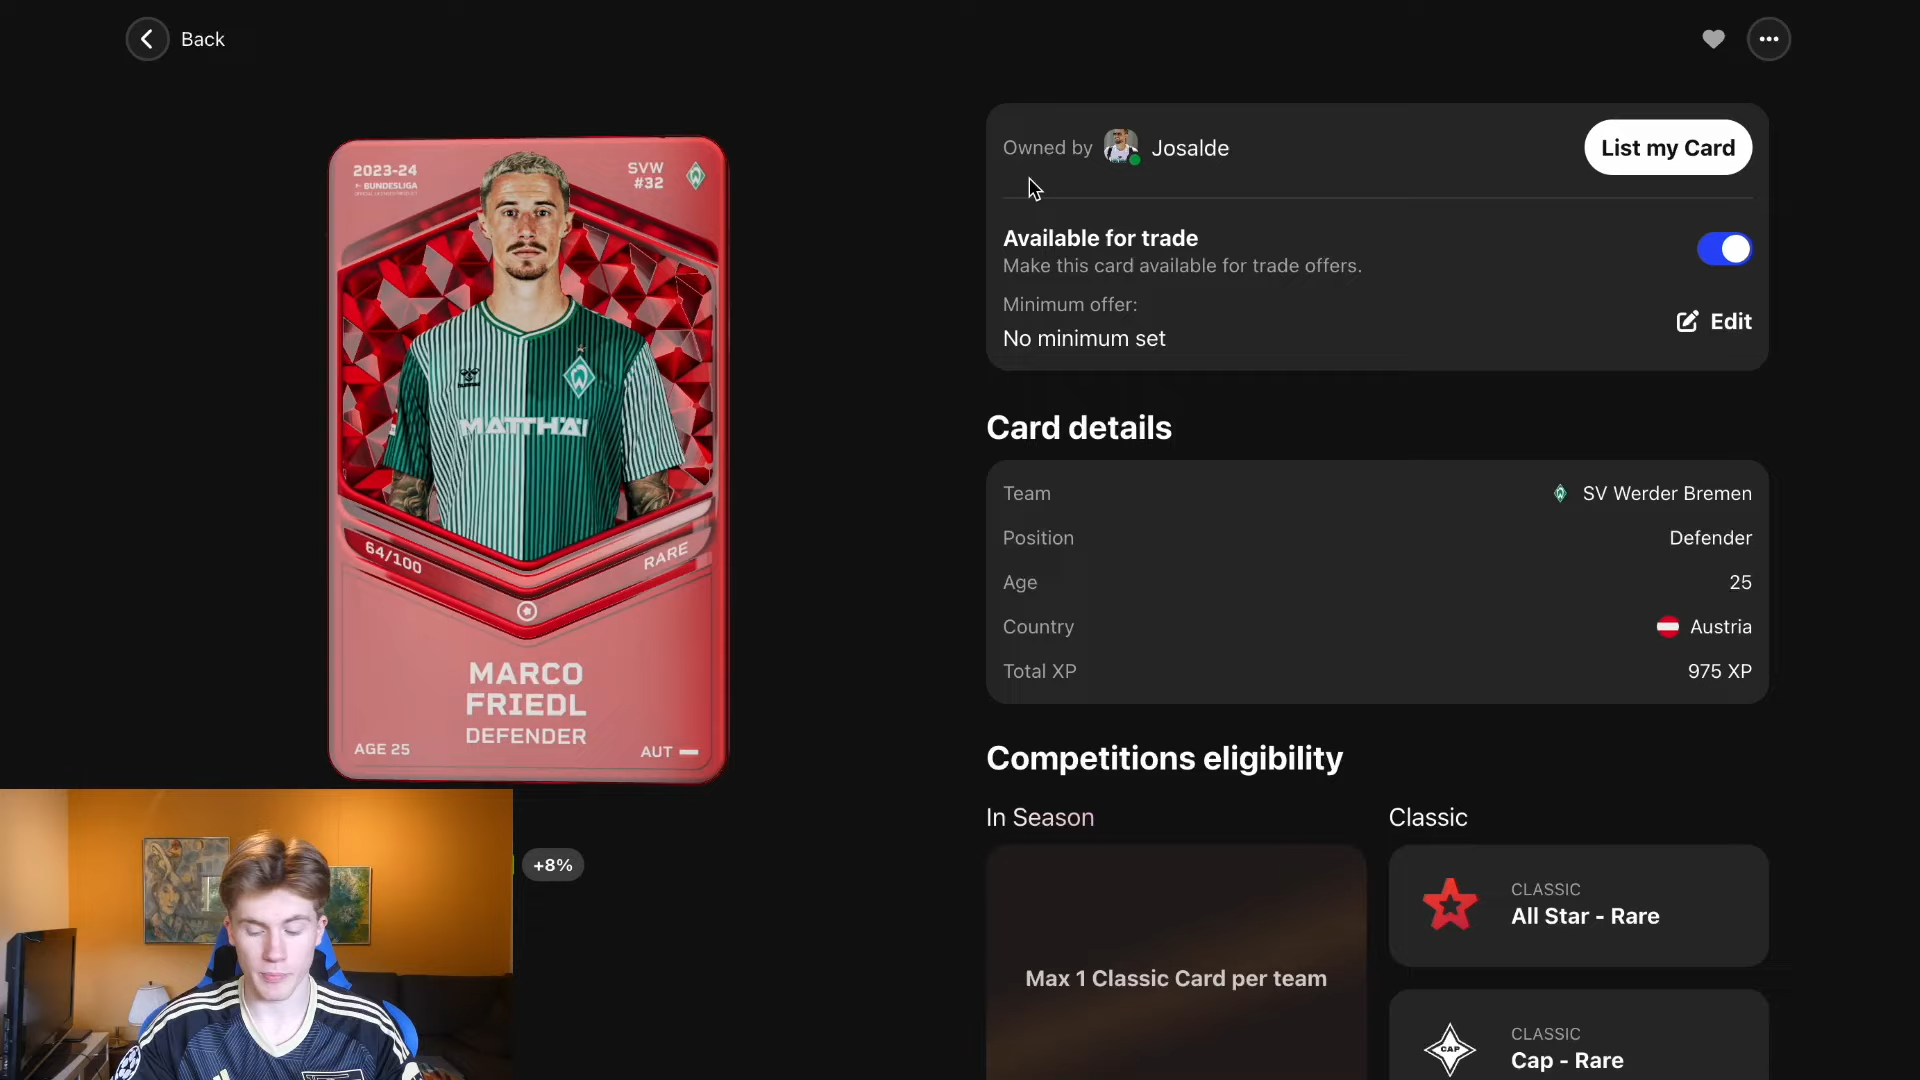 Back
Owned by Josalde
List my Card
2023-24
BUNDESLIGA
SVW
#32
Available for trade
Make this card available for trade offers.
Minimum offer:
No minimum set
Edit
MATTHÄI
64/100
RARE
MARCO
FRIEDL
DEFENDER
AGE 25
AUT
Card details
Team SV Werder Bremen
Position Defender
Age 25
Country Austria
Total XP 975 XP
Competitions eligibility
In Season
Classic
+8%
Max 1 Classic Card per team
CLASSIC
All Star - Rare
CAP
CLASSIC
Cap - Rare